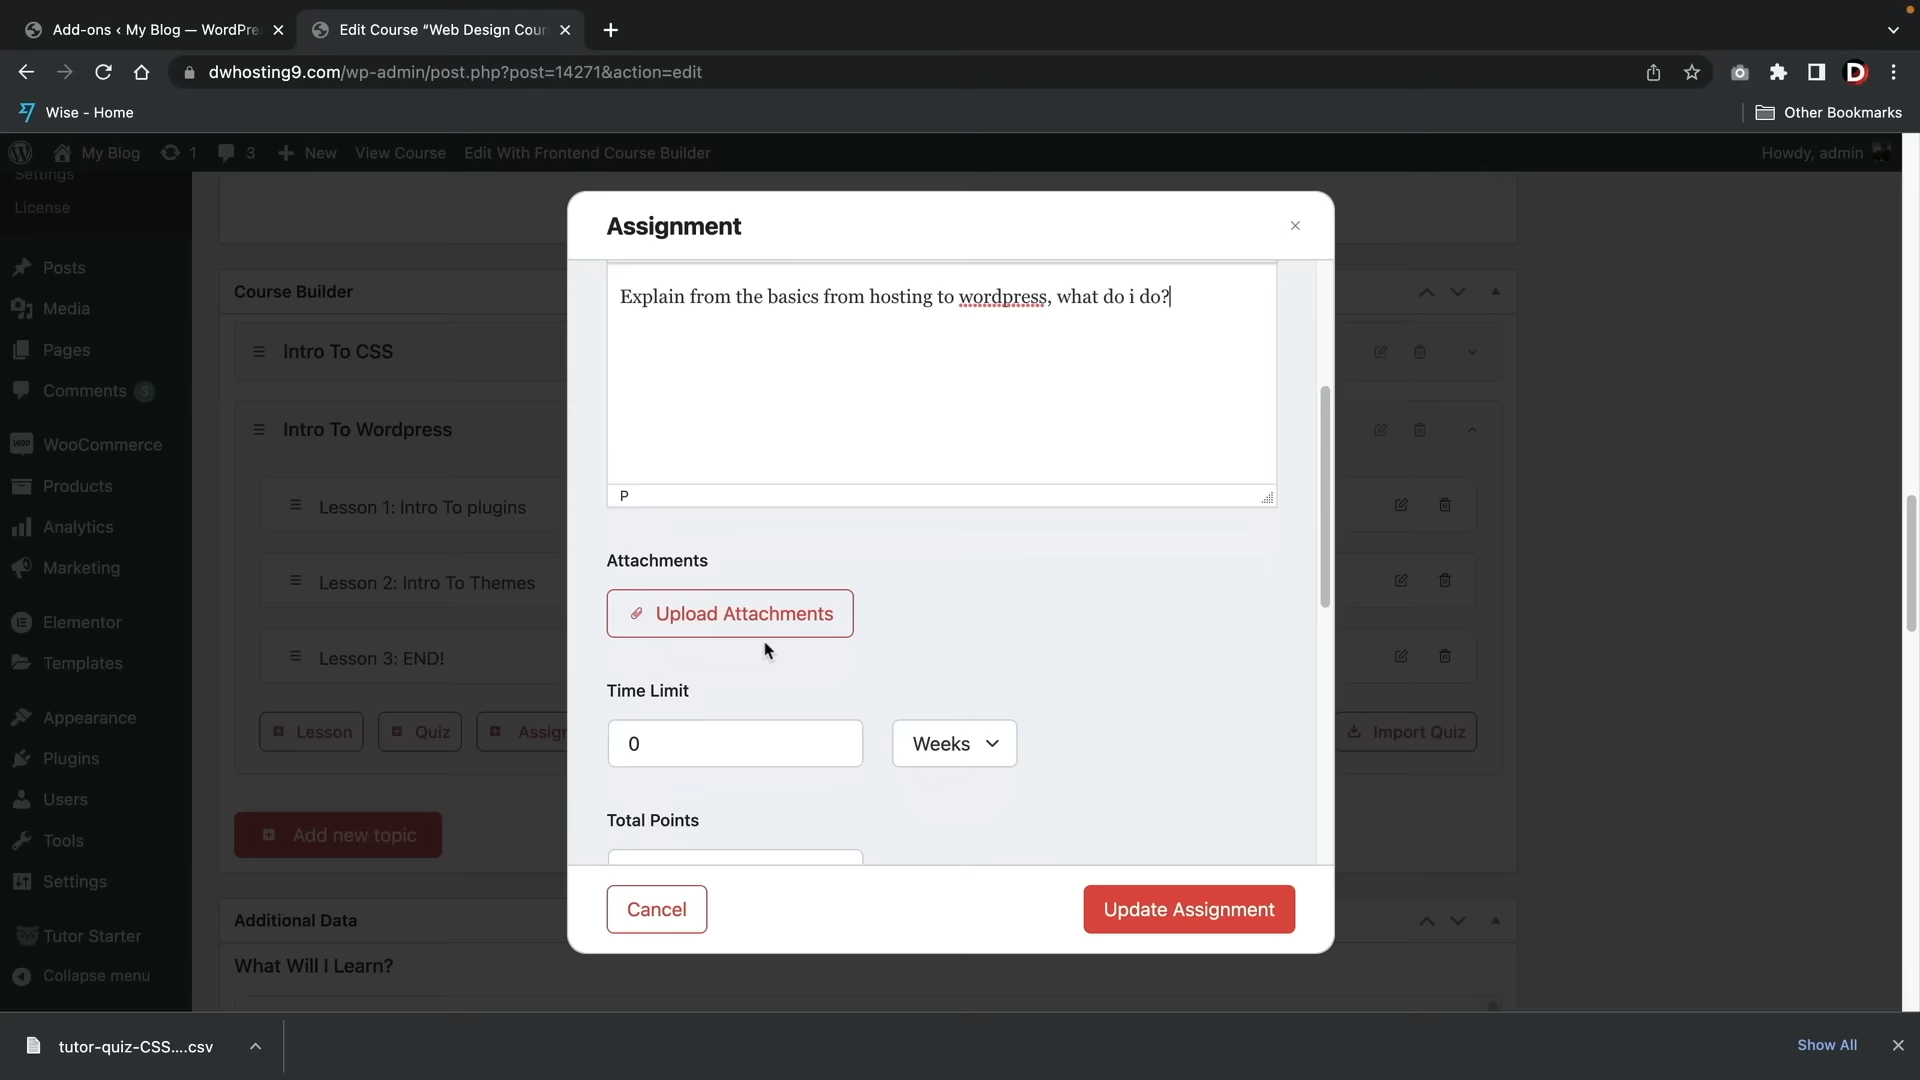 Add-ons ‹ My Blog — WordPre
Edit Course “Web Design Cour
dwhosting9.com/wp-admin/post.php?post=14271&action=edit
Wise - Home
Other Bookmarks
My Blog
1
3
New
View Course
Edit With Frontend Course Builder
Howdy, admin
Settings
License
Posts
Media
Pages
Comments 3
WooCommerce
Products
Analytics
Marketing
Elementor
Templates
Appearance
Plugins
Users
Tools
Settings
Tutor Starter
Collapse menu
Course Builder
Intro To CSS
Intro To Wordpress
Lesson 1: Intro To plugins
Lesson 2: Intro To Themes
Lesson 3: END!
Lesson
Quiz
Assign
Import Quiz
Add new topic
Additional Data
What Will I Learn?
Assignment
Explain from the basics from hosting to wordpress, what do i do?
P
Attachments
Upload Attachments
Time Limit
0
Weeks
Total Points
Cancel
Update Assignment
tutor-quiz-CSS....csv
Show All